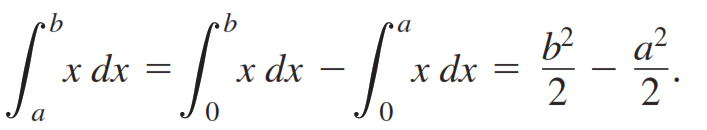 ∫_a^b x dx = ∫_0^b x dx − ∫_0^a x dx = b²/2 − a²/2.